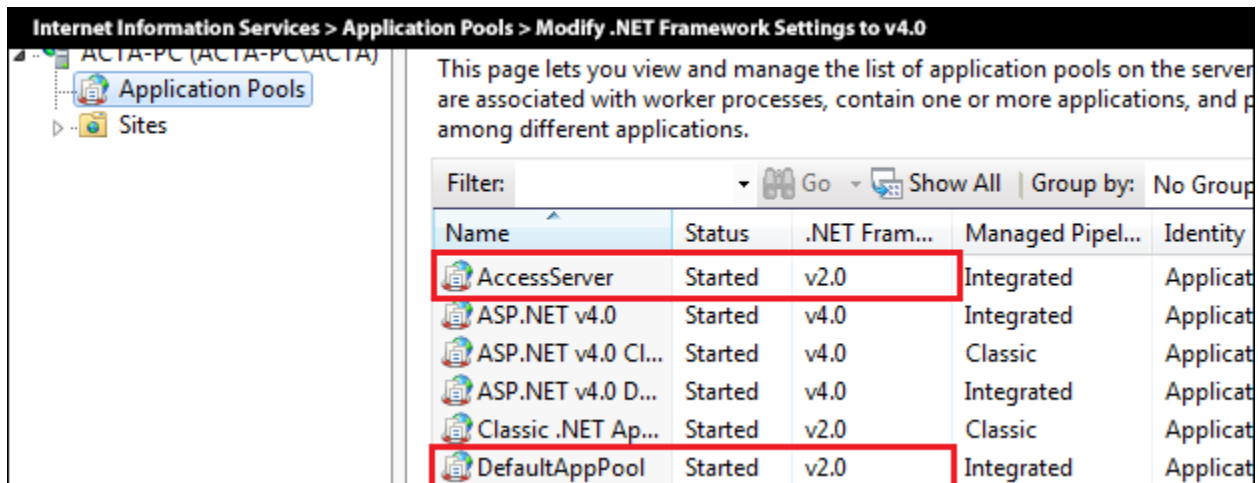 Internet Information Services > Application Pools > Modify .NET Framework Settings to v4.0
ACTA-PC (ACTA-PC\ACTA)
Application Pools
Sites
This page lets you view and manage the list of application pools on the server
are associated with worker processes, contain one or more applications, and p
among different applications.
Filter: Go Show All Group by: No Group
Name Status .NET Fram... Managed Pipel... Identity
AccessServer Started v2.0 Integrated Applicat
ASP.NET v4.0 Started v4.0 Integrated Applicat
ASP.NET v4.0 Cl... Started v4.0 Classic Applicat
ASP.NET v4.0 D... Started v4.0 Integrated Applicat
Classic .NET Ap... Started v2.0 Classic Applicat
DefaultAppPool Started v2.0 Integrated Applicat